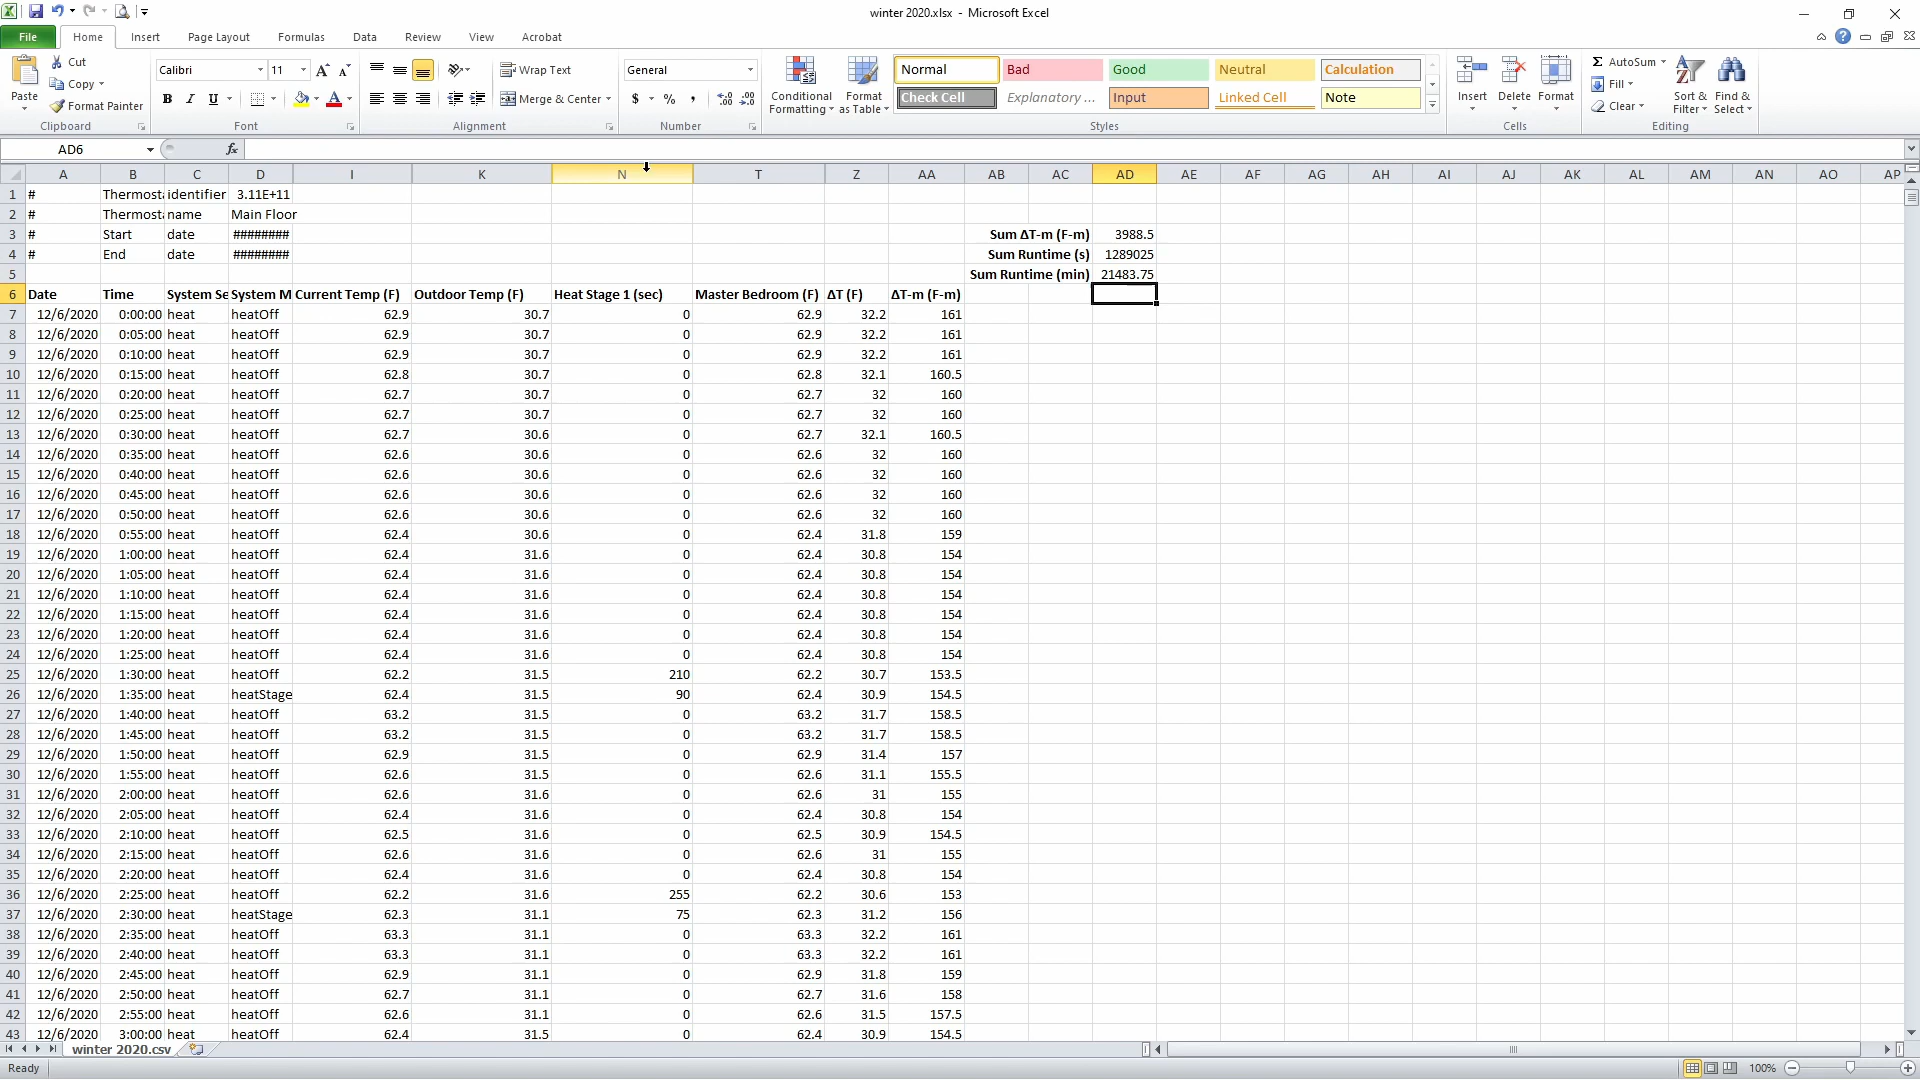 winter 2020.xlsx - Microsoft Excel
File Home Insert Page Layout Formulas Data Review View Acrobat
Paste Cut Copy Format Painter Clipboard
Calibri 11 B I U Font
Wrap Text Merge & Center Alignment
General $ % , Number
Conditional Formatting Format as Table
Normal Bad Good Neutral Calculation
Check Cell Explanatory ... Input Linked Cell Note
Styles
Insert Delete Format Cells
Σ AutoSum Fill Clear Sort & Filter Find & Select Editing
AD6 fx
A B C D I K N T Z AA AB AC AD AE AF AG AH AI AJ AK AL AM AN AO AP
1 # Thermosta identifier 3.11E+11
2 # Thermosta name Main Floor
3 # Start date ######## Sum ΔT-m (F-m) 3988.5
4 # End date ######## Sum Runtime (s) 1289025
5 Sum Runtime (min) 21483.75
6 Date Time System Se System M Current Temp (F) Outdoor Temp (F) Heat Stage 1 (sec) Master Bedroom (F) ΔT (F) ΔT-m (F-m)
7 12/6/2020 0:00:00 heat heatOff 62.9 30.7 0 62.9 32.2 161
8 12/6/2020 0:05:00 heat heatOff 62.9 30.7 0 62.9 32.2 161
9 12/6/2020 0:10:00 heat heatOff 62.9 30.7 0 62.9 32.2 161
10 12/6/2020 0:15:00 heat heatOff 62.8 30.7 0 62.8 32.1 160.5
11 12/6/2020 0:20:00 heat heatOff 62.7 30.7 0 62.7 32 160
12 12/6/2020 0:25:00 heat heatOff 62.7 30.7 0 62.7 32 160
13 12/6/2020 0:30:00 heat heatOff 62.7 30.6 0 62.7 32.1 160.5
14 12/6/2020 0:35:00 heat heatOff 62.6 30.6 0 62.6 32 160
15 12/6/2020 0:40:00 heat heatOff 62.6 30.6 0 62.6 32 160
16 12/6/2020 0:45:00 heat heatOff 62.6 30.6 0 62.6 32 160
17 12/6/2020 0:50:00 heat heatOff 62.6 30.6 0 62.6 32 160
18 12/6/2020 0:55:00 heat heatOff 62.4 30.6 0 62.4 31.8 159
19 12/6/2020 1:00:00 heat heatOff 62.4 31.6 0 62.4 30.8 154
20 12/6/2020 1:05:00 heat heatOff 62.4 31.6 0 62.4 30.8 154
21 12/6/2020 1:10:00 heat heatOff 62.4 31.6 0 62.4 30.8 154
22 12/6/2020 1:15:00 heat heatOff 62.4 31.6 0 62.4 30.8 154
23 12/6/2020 1:20:00 heat heatOff 62.4 31.6 0 62.4 30.8 154
24 12/6/2020 1:25:00 heat heatOff 62.4 31.6 0 62.4 30.8 154
25 12/6/2020 1:30:00 heat heatOff 62.2 31.5 210 62.2 30.7 153.5
26 12/6/2020 1:35:00 heat heatStage 62.4 31.5 90 62.4 30.9 154.5
27 12/6/2020 1:40:00 heat heatOff 63.2 31.5 0 63.2 31.7 158.5
28 12/6/2020 1:45:00 heat heatOff 63.2 31.5 0 63.2 31.7 158.5
29 12/6/2020 1:50:00 heat heatOff 62.9 31.5 0 62.9 31.4 157
30 12/6/2020 1:55:00 heat heatOff 62.6 31.5 0 62.6 31.1 155.5
31 12/6/2020 2:00:00 heat heatOff 62.6 31.6 0 62.6 31 155
32 12/6/2020 2:05:00 heat heatOff 62.4 31.6 0 62.4 30.8 154
33 12/6/2020 2:10:00 heat heatOff 62.5 31.6 0 62.5 30.9 154.5
34 12/6/2020 2:15:00 heat heatOff 62.6 31.6 0 62.6 31 155
35 12/6/2020 2:20:00 heat heatOff 62.4 31.6 0 62.4 30.8 154
36 12/6/2020 2:25:00 heat heatOff 62.2 31.6 255 62.2 30.6 153
37 12/6/2020 2:30:00 heat heatStage 62.3 31.1 75 62.3 31.2 156
38 12/6/2020 2:35:00 heat heatOff 63.3 31.1 0 63.3 32.2 161
39 12/6/2020 2:40:00 heat heatOff 63.3 31.1 0 63.3 32.2 161
40 12/6/2020 2:45:00 heat heatOff 62.9 31.1 0 62.9 31.8 159
41 12/6/2020 2:50:00 heat heatOff 62.7 31.1 0 62.7 31.6 158
42 12/6/2020 2:55:00 heat heatOff 62.6 31.1 0 62.6 31.5 157.5
43 12/6/2020 3:00:00 heat heatOff 62.4 31.5 0 62.4 30.9 154.5
winter 2020.csv
Ready 100%